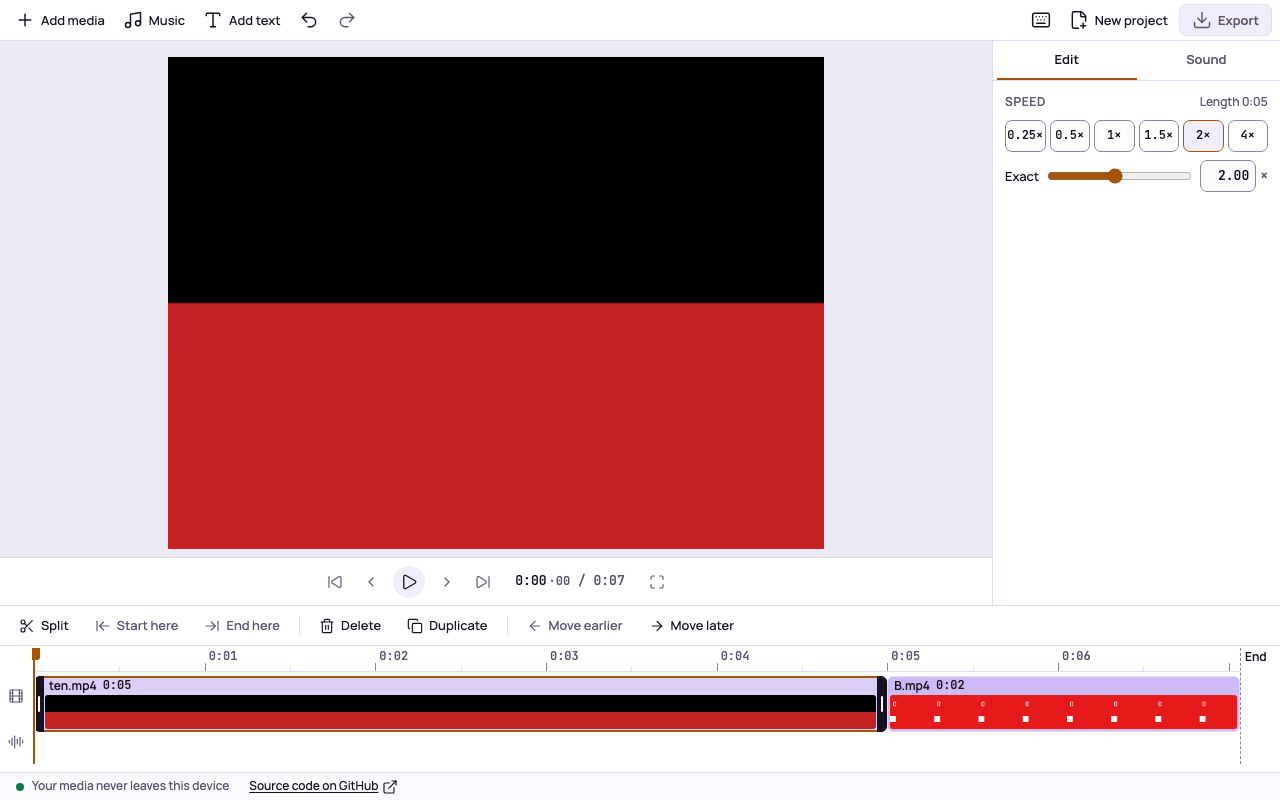 Add media
Music
Add text
New project
Export
Edit
Sound
SPEED
Length 0:05
0.25×
0.5×
1×
1.5×
2×
4×
Exact
2.00 ×
0:00·00 / 0:07
Split
Start here
End here
Delete
Duplicate
Move earlier
Move later
0:01
0:02
0:03
0:04
0:05
0:06
End
ten.mp4 0:05
B.mp4 0:02
Your media never leaves this device
Source code on GitHub